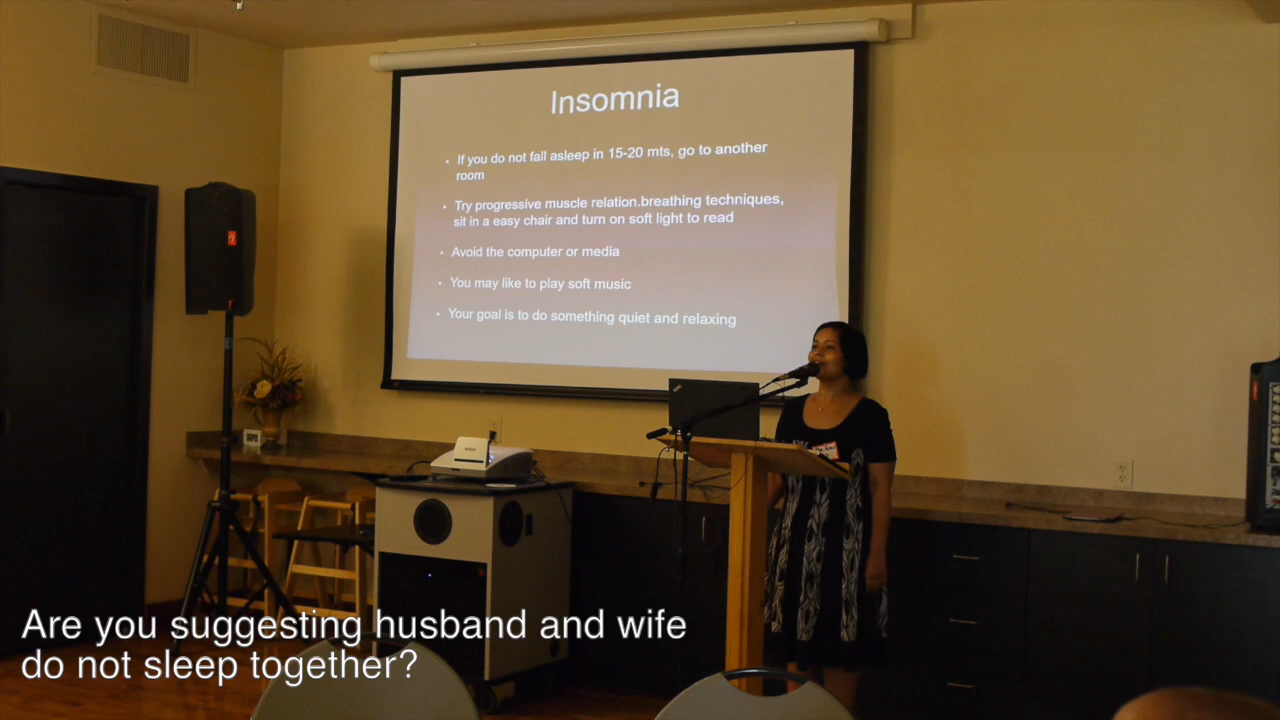 Insomnia
• If you do not fall asleep in 15-20 mts, go to another
room
• Try progressive muscle relation.breathing techniques,
sit in a easy chair and turn on soft light to read
• Avoid the computer or media
• You may like to play soft music
• Your goal is to do something quiet and relaxing
Are you suggesting husband and wife
do not sleep together?